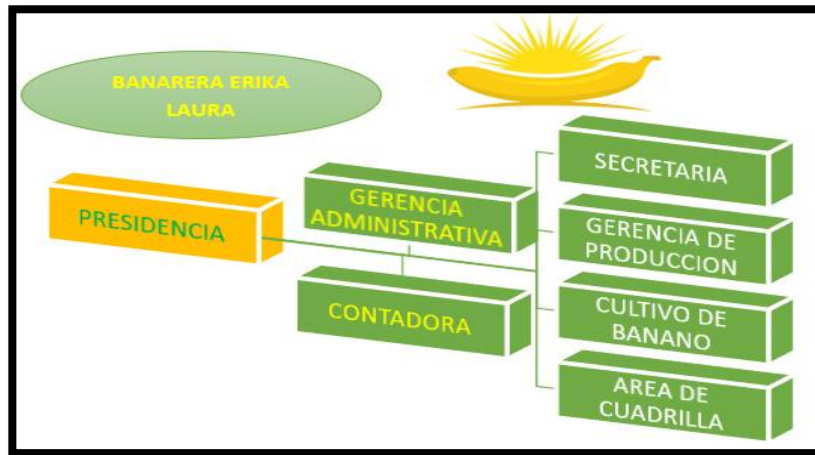 BANARERA ERIKA
LAURA
PRESIDENCIA
GERENCIA
ADMINISTRATIVA
CONTADORA
SECRETARIA
GERENCIA DE
PRODUCCION
CULTIVO DE
BANANO
AREA DE
CUADRILLA